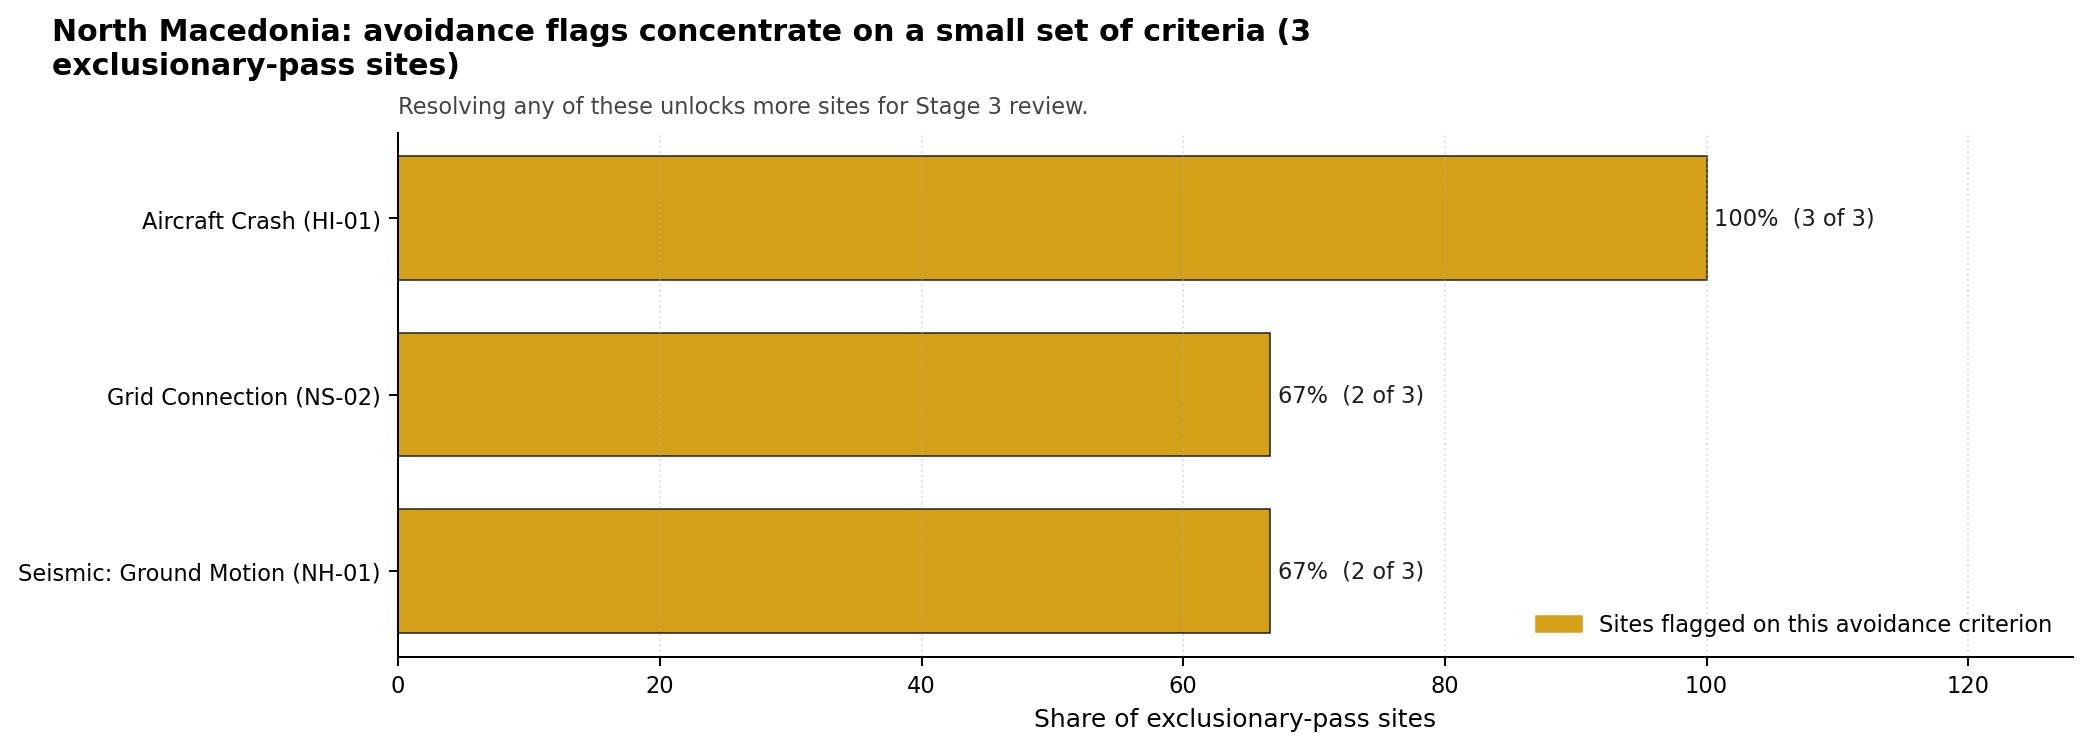 North Macedonia: avoidance flags concentrate on a small set of criteria (3
exclusionary-pass sites)
Resolving any of these unlocks more sites for Stage 3 review.
Aircraft Crash (HI-01)
100%  (3 of 3)
Grid Connection (NS-02)
67%  (2 of 3)
Seismic: Ground Motion (NH-01)
67%  (2 of 3)
Sites flagged on this avoidance criterion
0 20 40 60 80 100 120
Share of exclusionary-pass sites